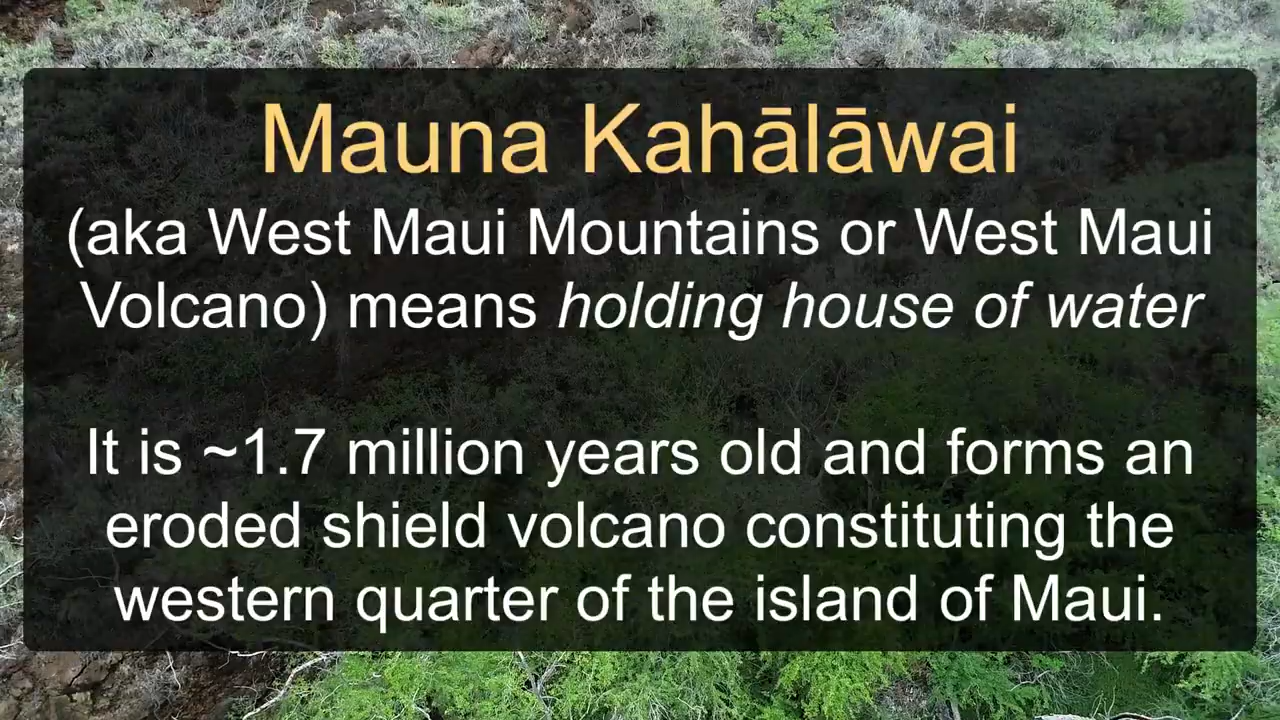 Mauna Kahālāwai
(aka West Maui Mountains or West Maui
Volcano) means holding house of water
It is ~1.7 million years old and forms an
eroded shield volcano constituting the
western quarter of the island of Maui.